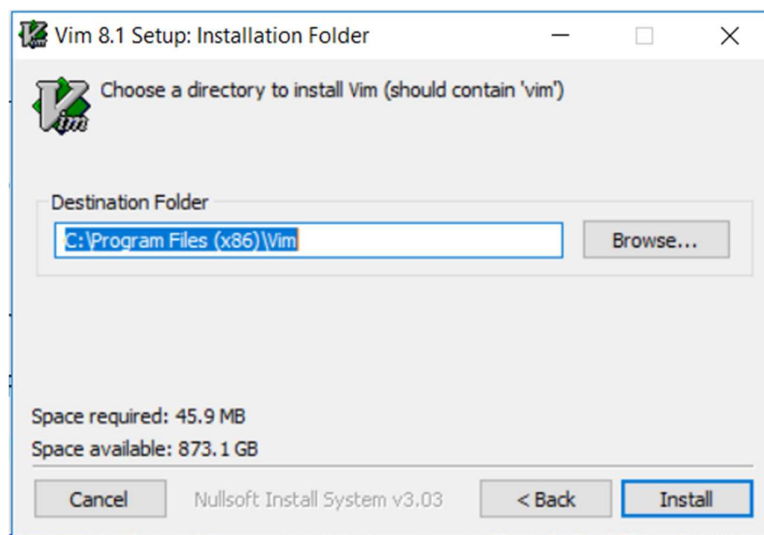 Vim 8.1 Setup: Installation Folder
Vim
Choose a directory to install Vim (should contain 'vim')
Destination Folder
C:\Program Files (x86)\Vim
Browse...
Space required: 45.9 MB
Space available: 873.1 GB
Cancel
Nullsoft Install System v3.03
< Back
Install